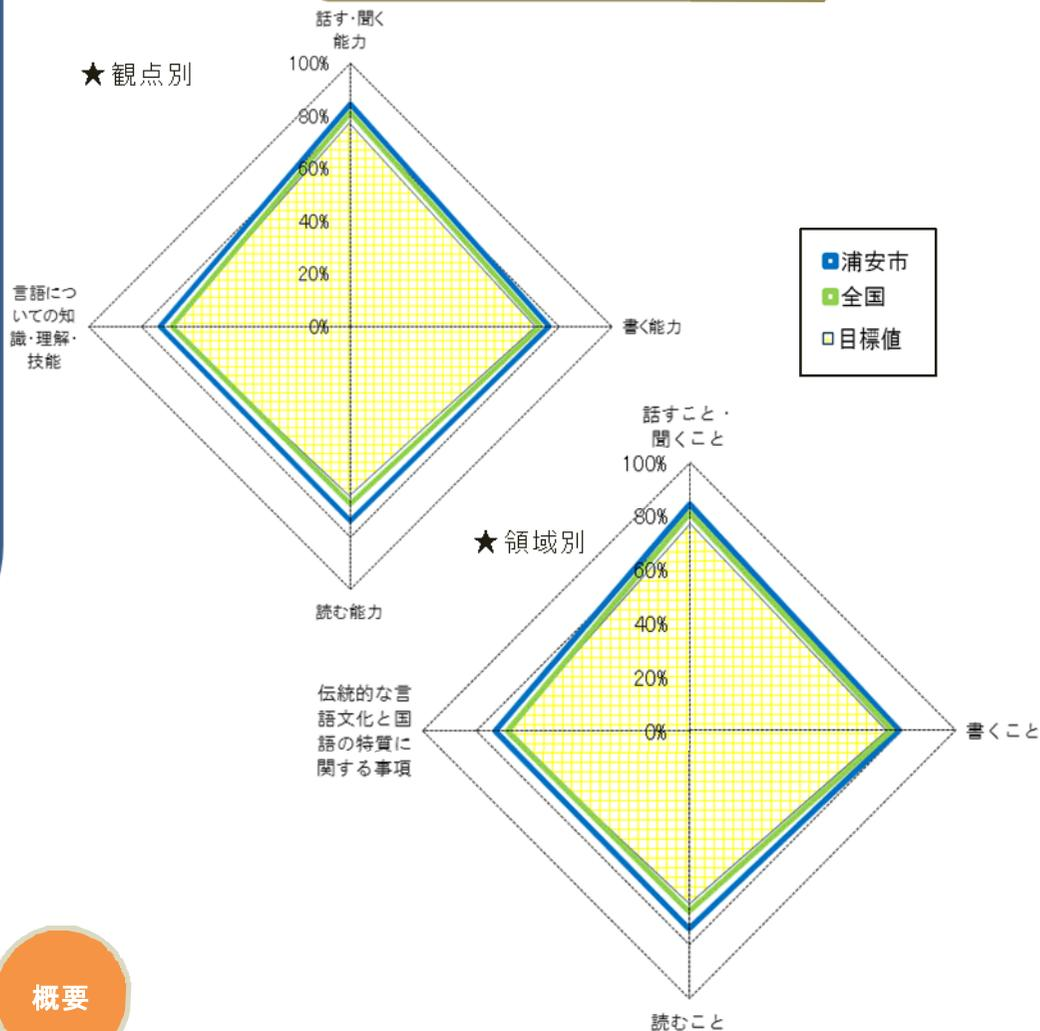 ★観点別
話す・聞く
能力
100%
80%
60%
40%
20%
0%
言語につ
いての知
識・理解・
技能
書く能力
読む能力
浦安市
全国
目標値
★領域別
話すこと・
聞くこと
100%
80%
60%
40%
20%
0%
伝統的な言
語文化と国
語の特質に
関する事項
書くこと
読むこと
概要